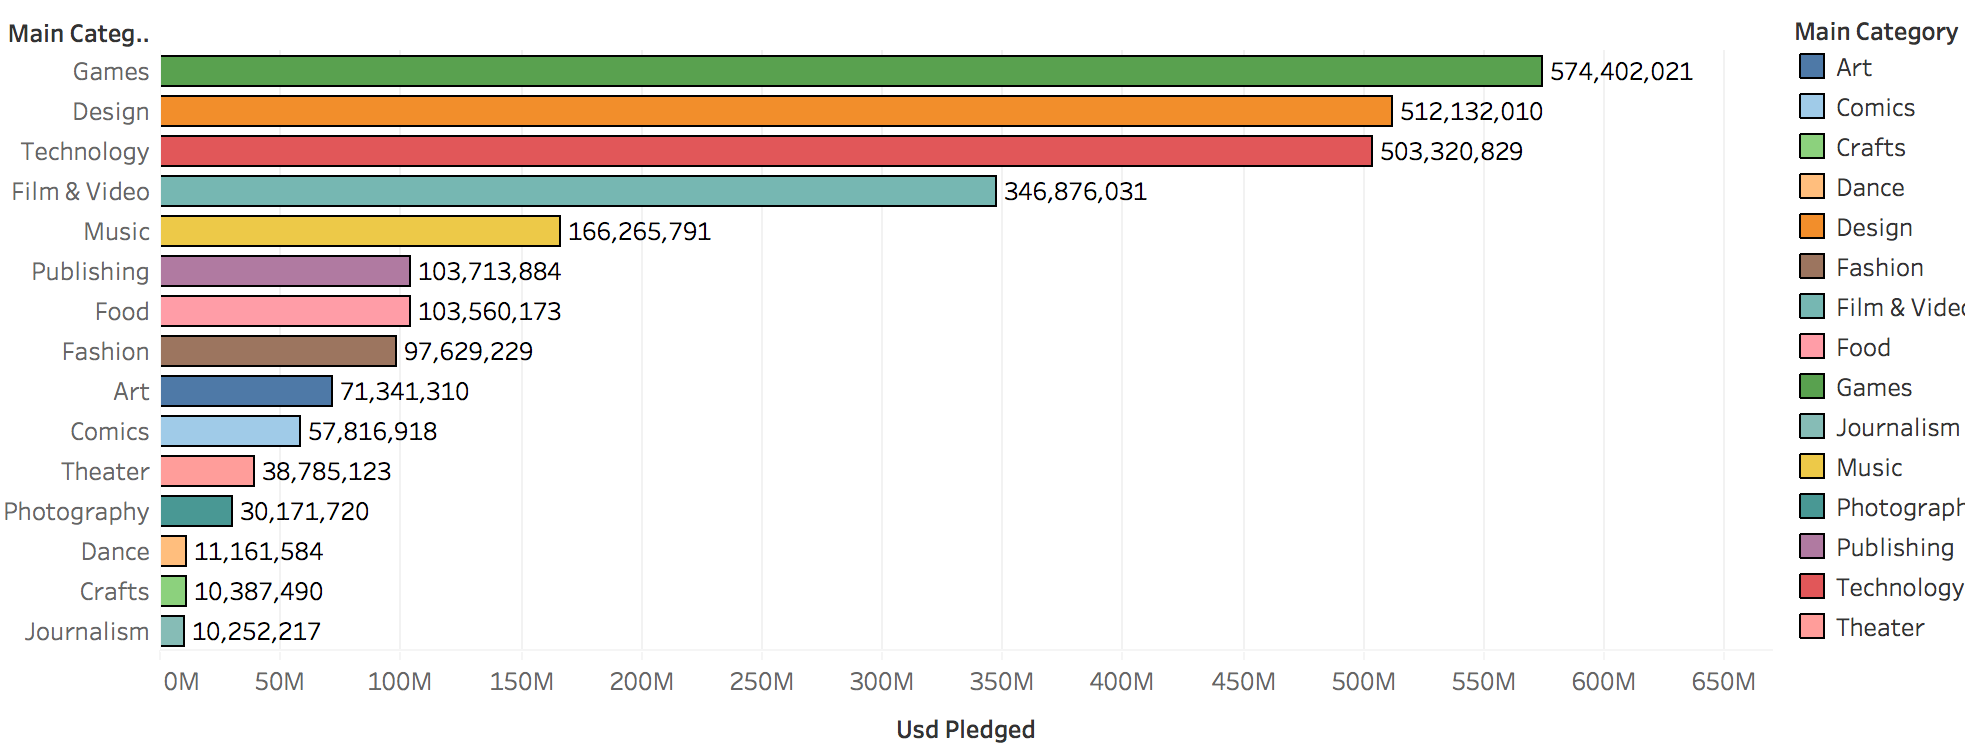 Main Categ..
Games 574,402,021
Design 512,132,010
Technology 503,320,829
Film & Video 346,876,031
Music 166,265,791
Publishing 103,713,884
Food 103,560,173
Fashion 97,629,229
Art 71,341,310
Comics 57,816,918
Theater 38,785,123
Photography 30,171,720
Dance 11,161,584
Crafts 10,387,490
Journalism 10,252,217
0M 50M 100M 150M 200M 250M 300M 350M 400M 450M 500M 550M 600M 650M
Usd Pledged
Main Category
Art
Comics
Crafts
Dance
Design
Fashion
Film & Videc
Food
Games
Journalism
Music
Photograph
Publishing
Technology
Theater